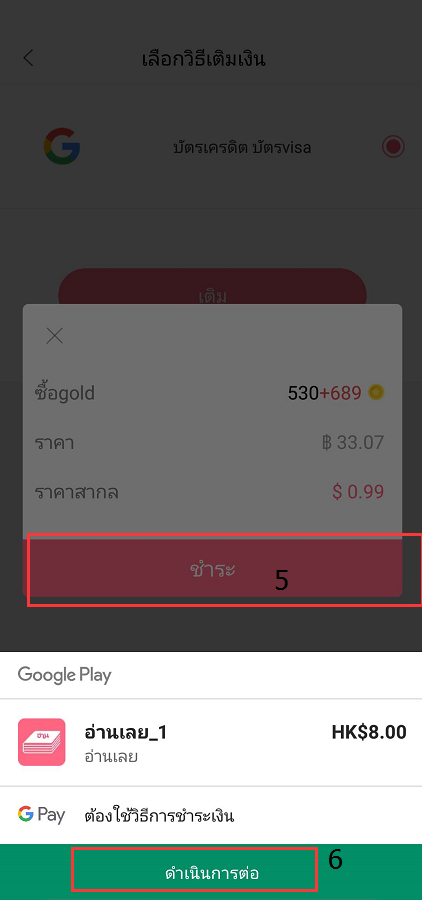 เลือกวิธีเติมเงิน
บัตรเครดิต บัตรvisa
เติม
ซื้อgold 530+689
ราคา ฿ 33.07
ราคาสากล $ 0.99
ชำระ 5
Google Play
อ่านเลย_1 HK$8.00
อ่านเลย
G Pay ต้องใช้วิธีการชำระเงิน
ดำเนินการต่อ 6